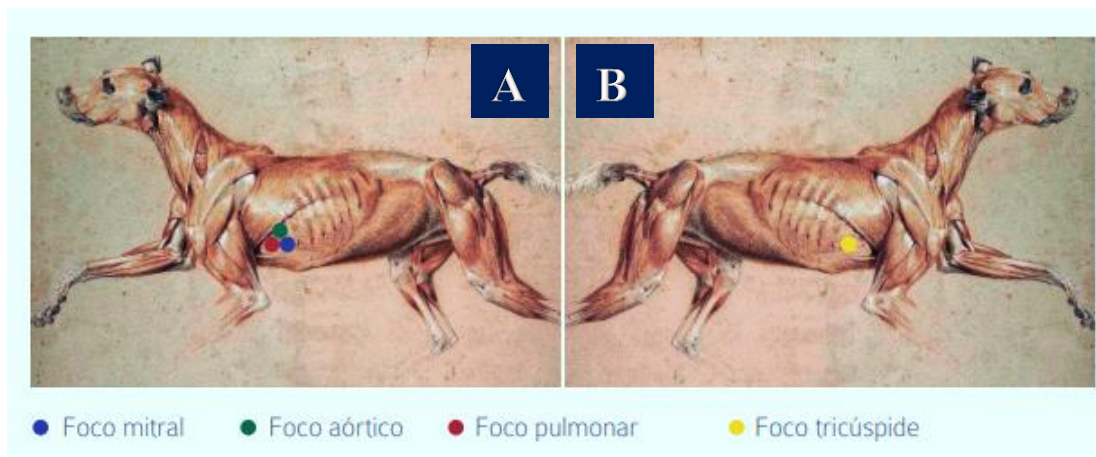 A
B
Foco mitral
Foco aórtico
Foco pulmonar
Foco tricúspide